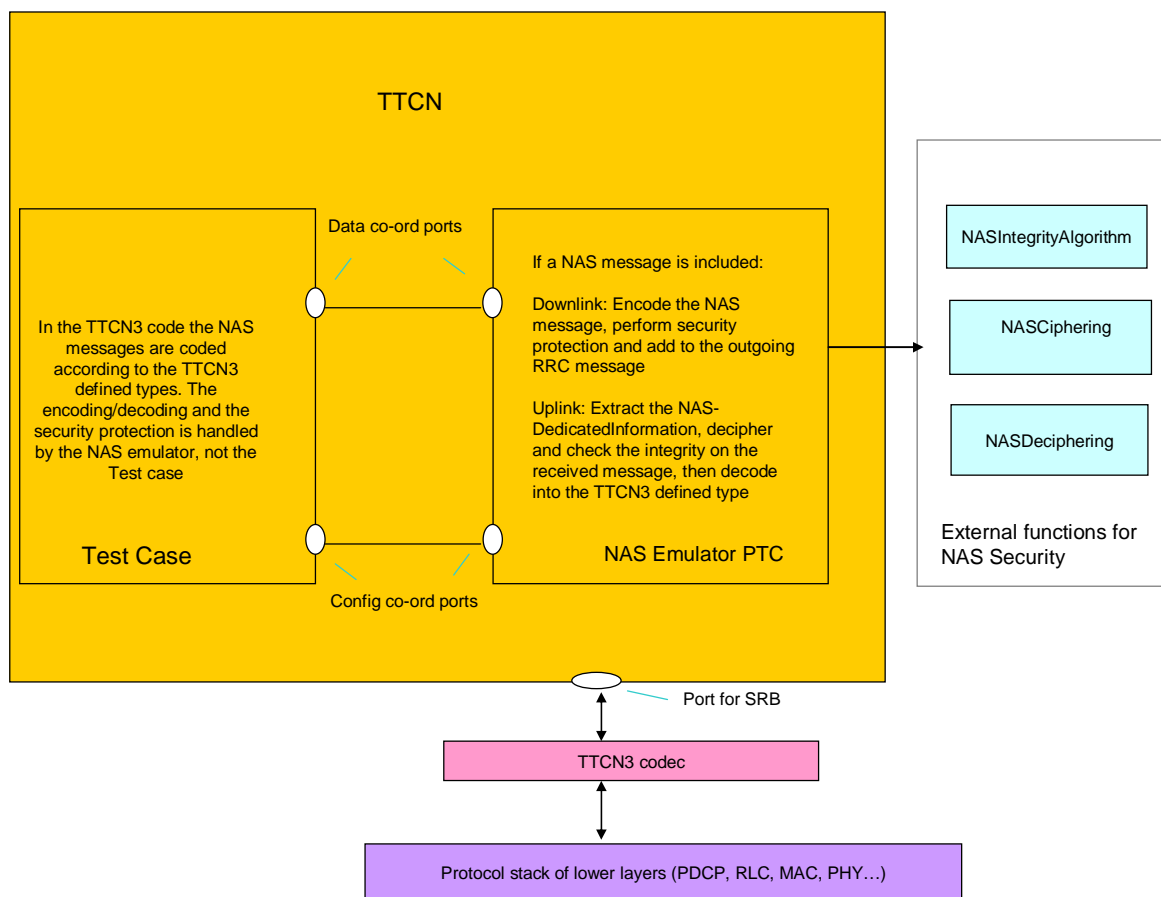 TTCN
Data co-ord ports
In the TTCN3 code the NAS
messages are coded
according to the TTCN3
defined types. The
encoding/decoding and the
security protection is handled
by the NAS emulator, not the
Test case
Test Case
If a NAS message is included:
Downlink: Encode the NAS
message, perform security
protection and add to the outgoing
RRC message
Uplink: Extract the NAS-
DedicatedInformation, decipher
and check the integrity on the
received message, then decode
into the TTCN3 defined type
NAS Emulator PTC
Config co-ord ports
NASIntegrityAlgorithm
NASCiphering
NASDeciphering
External functions for
NAS Security
Port for SRB
TTCN3 codec
Protocol stack of lower layers (PDCP, RLC, MAC, PHY…)